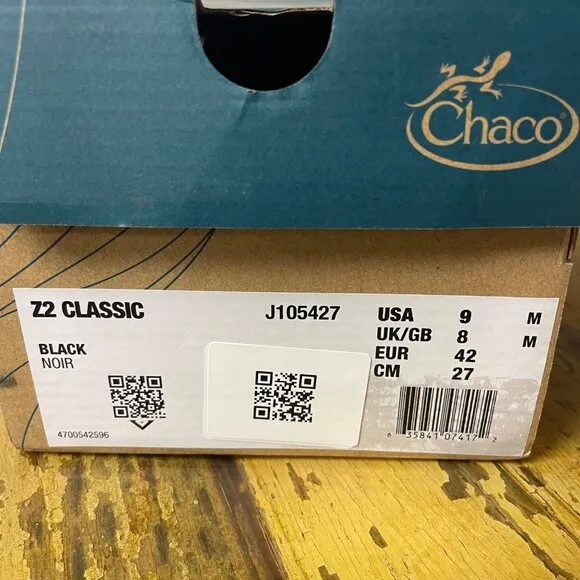 Chaco
Z2 CLASSIC J105427
USA 9 M
UK/GB 8 M
EUR 42
CM 27
BLACK
NOIR
4700542596
6 35841 07417 2